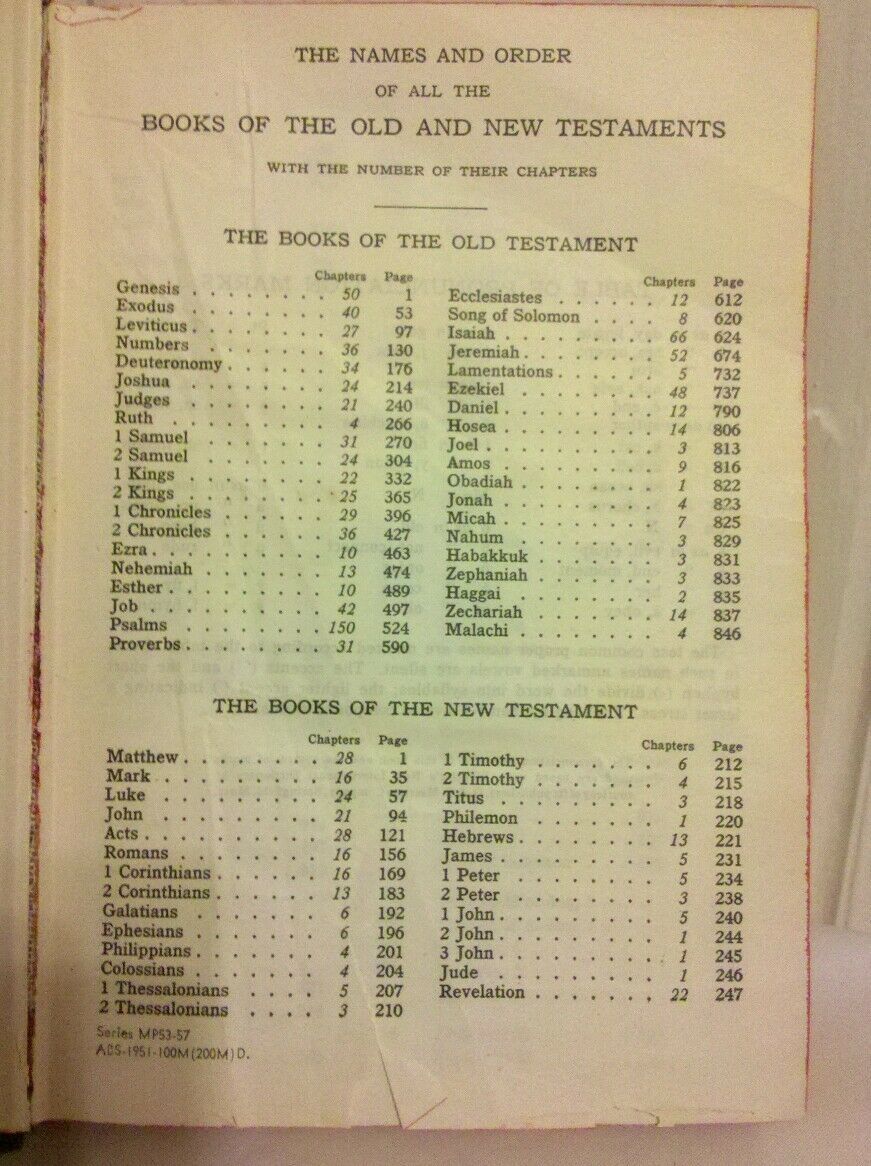 THE NAMES AND ORDER
OF ALL THE
BOOKS OF THE OLD AND NEW TESTAMENTS
WITH THE NUMBER OF THEIR CHAPTERS
THE BOOKS OF THE OLD TESTAMENT
Chapters Page
Genesis . . . . . . . . 50 1
Exodus . . . . . . . . 40 53
Leviticus . . . . . . . 27 97
Numbers . . . . . . . 36 130
Deuteronomy . . . . . . 34 176
Joshua . . . . . . . . 24 214
Judges . . . . . . . . 21 240
Ruth . . . . . . . . 4 266
1 Samuel . . . . . . . 31 270
2 Samuel . . . . . . . 24 304
1 Kings . . . . . . . . 22 332
2 Kings . . . . . . . . 25 365
1 Chronicles . . . . . . 29 396
2 Chronicles . . . . . . 36 427
Ezra . . . . . . . . . 10 463
Nehemiah . . . . . . . 13 474
Esther . . . . . . . . . 10 489
Job . . . . . . . . . . 42 497
Psalms . . . . . . . . 150 524
Proverbs . . . . . . . . 31 590
Chapters Page
Ecclesiastes . . . . . . 12 612
Song of Solomon . . . . 8 620
Isaiah . . . . . . . . . 66 624
Jeremiah . . . . . . . . 52 674
Lamentations . . . . . . 5 732
Ezekiel . . . . . . . . 48 737
Daniel . . . . . . . . . 12 790
Hosea . . . . . . . . . 14 806
Joel . . . . . . . . . . 3 813
Amos . . . . . . . . . 9 816
Obadiah . . . . . . . . 1 822
Jonah . . . . . . . . . 4 823
Micah . . . . . . . . . 7 825
Nahum . . . . . . . . 3 829
Habakkuk . . . . . . . 3 831
Zephaniah . . . . . . . 3 833
Haggai . . . . . . . . 2 835
Zechariah . . . . . . . 14 837
Malachi . . . . . . . . 4 846
THE BOOKS OF THE NEW TESTAMENT
Chapters Page
Matthew . . . . . . . . 28 1
Mark . . . . . . . . . 16 35
Luke . . . . . . . . . 24 57
John . . . . . . . . . 21 94
Acts . . . . . . . . . . 28 121
Romans . . . . . . . . 16 156
1 Corinthians . . . . . . 16 169
2 Corinthians . . . . . . 13 183
Galatians . . . . . . . 6 192
Ephesians . . . . . . . 6 196
Philippians . . . . . . . 4 201
Colossians . . . . . . . 4 204
1 Thessalonians . . . . 5 207
2 Thessalonians . . . . 3 210
Chapters Page
1 Timothy . . . . . . . 6 212
2 Timothy . . . . . . . 4 215
Titus . . . . . . . . . 3 218
Philemon . . . . . . . 1 220
Hebrews . . . . . . . . 13 221
James . . . . . . . . . 5 231
1 Peter . . . . . . . . 5 234
2 Peter . . . . . . . . 3 238
1 John . . . . . . . . . 5 240
2 John . . . . . . . . . 1 244
3 John . . . . . . . . . 1 245
Jude . . . . . . . . . 1 246
Revelation . . . . . . . 22 247
Series MP53-57
ABS-1951-100M(200M)D.